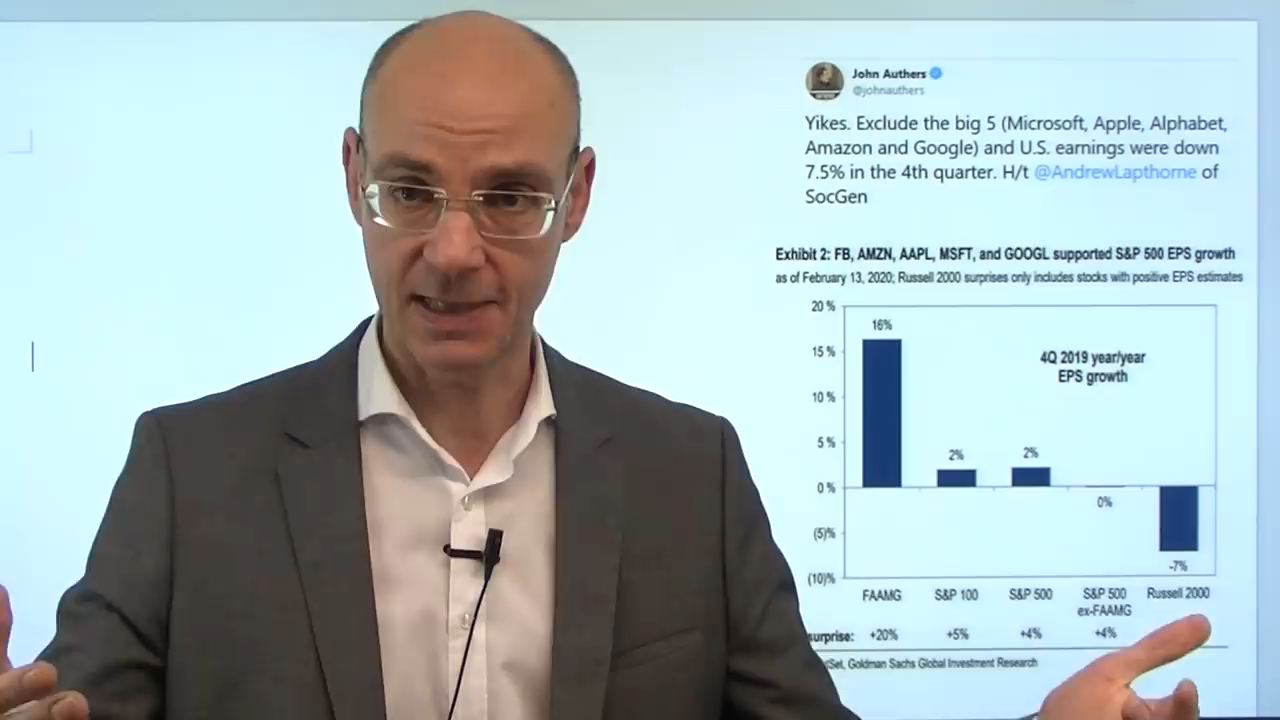 John Authers
@johnauthers
Yikes. Exclude the big 5 (Microsoft, Apple, Alphabet,
Amazon and Google) and U.S. earnings were down
7.5% in the 4th quarter. H/t @AndrewLapthorne of
SocGen
Exhibit 2: FB, AMZN, AAPL, MSFT, and GOOGL supported S&P 500 EPS growth
as of February 13, 2020; Russell 2000 surprises only includes stocks with positive EPS estimates
20 %
15 %
10 %
5 %
0 %
(5)%
(10)%
4Q 2019 year/year
EPS growth
16%
2%
2%
0%
-7%
FAAMG
S&P 100
S&P 500
S&P 500
ex-FAAMG
Russell 2000
surprise: +20% +5% +4% +4%
Goldman Sachs Global Investment Research